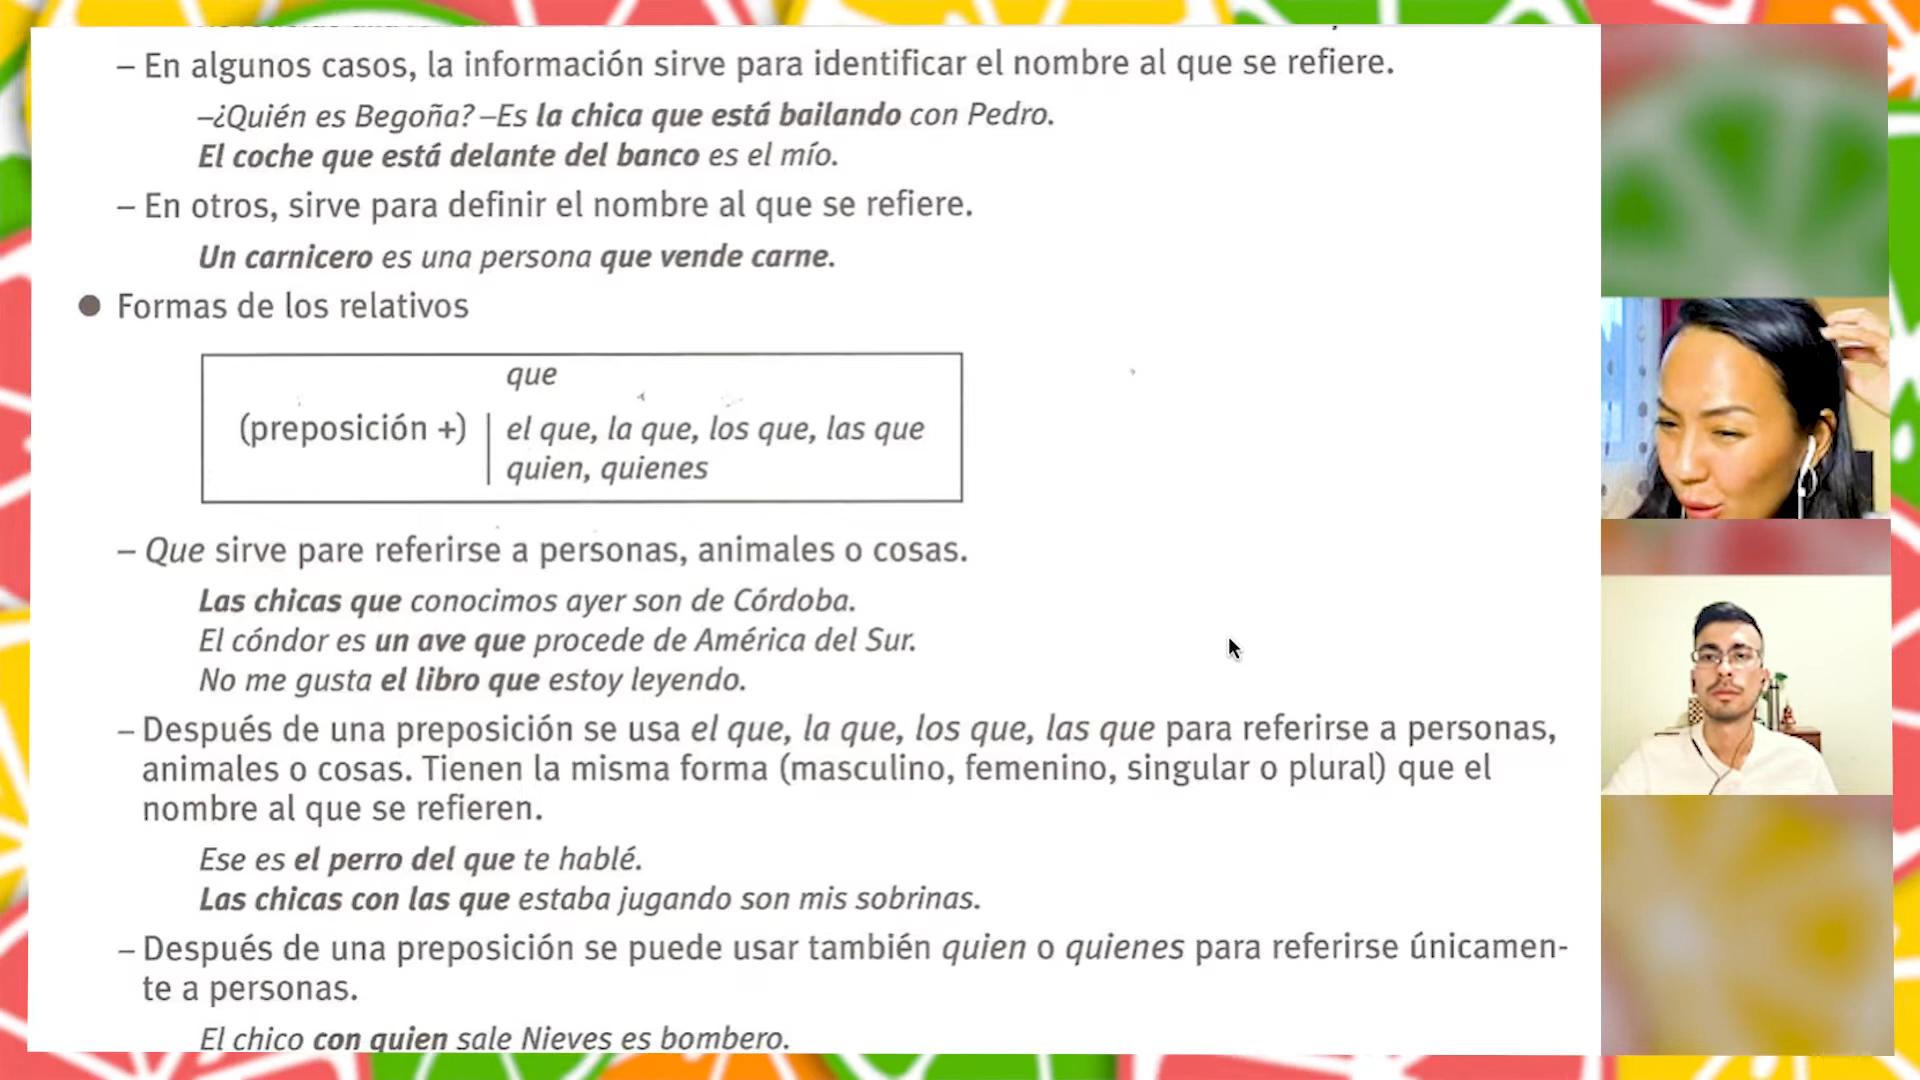 – En algunos casos, la información sirve para identificar el nombre al que se refiere.
–¿Quién es Begoña? –Es la chica que está bailando con Pedro.
El coche que está delante del banco es el mío.
– En otros, sirve para definir el nombre al que se refiere.
Un carnicero es una persona que vende carne.
● Formas de los relativos
que
(preposición +) | el que, la que, los que, las que
quien, quienes
– Que sirve pare referirse a personas, animales o cosas.
Las chicas que conocimos ayer son de Córdoba.
El cóndor es un ave que procede de América del Sur.
No me gusta el libro que estoy leyendo.
– Después de una preposición se usa el que, la que, los que, las que para referirse a personas,
animales o cosas. Tienen la misma forma (masculino, femenino, singular o plural) que el
nombre al que se refieren.
Ese es el perro del que te hablé.
Las chicas con las que estaba jugando son mis sobrinas.
– Después de una preposición se puede usar también quien o quienes para referirse únicamen-
te a personas.
El chico con quien sale Nieves es bombero.